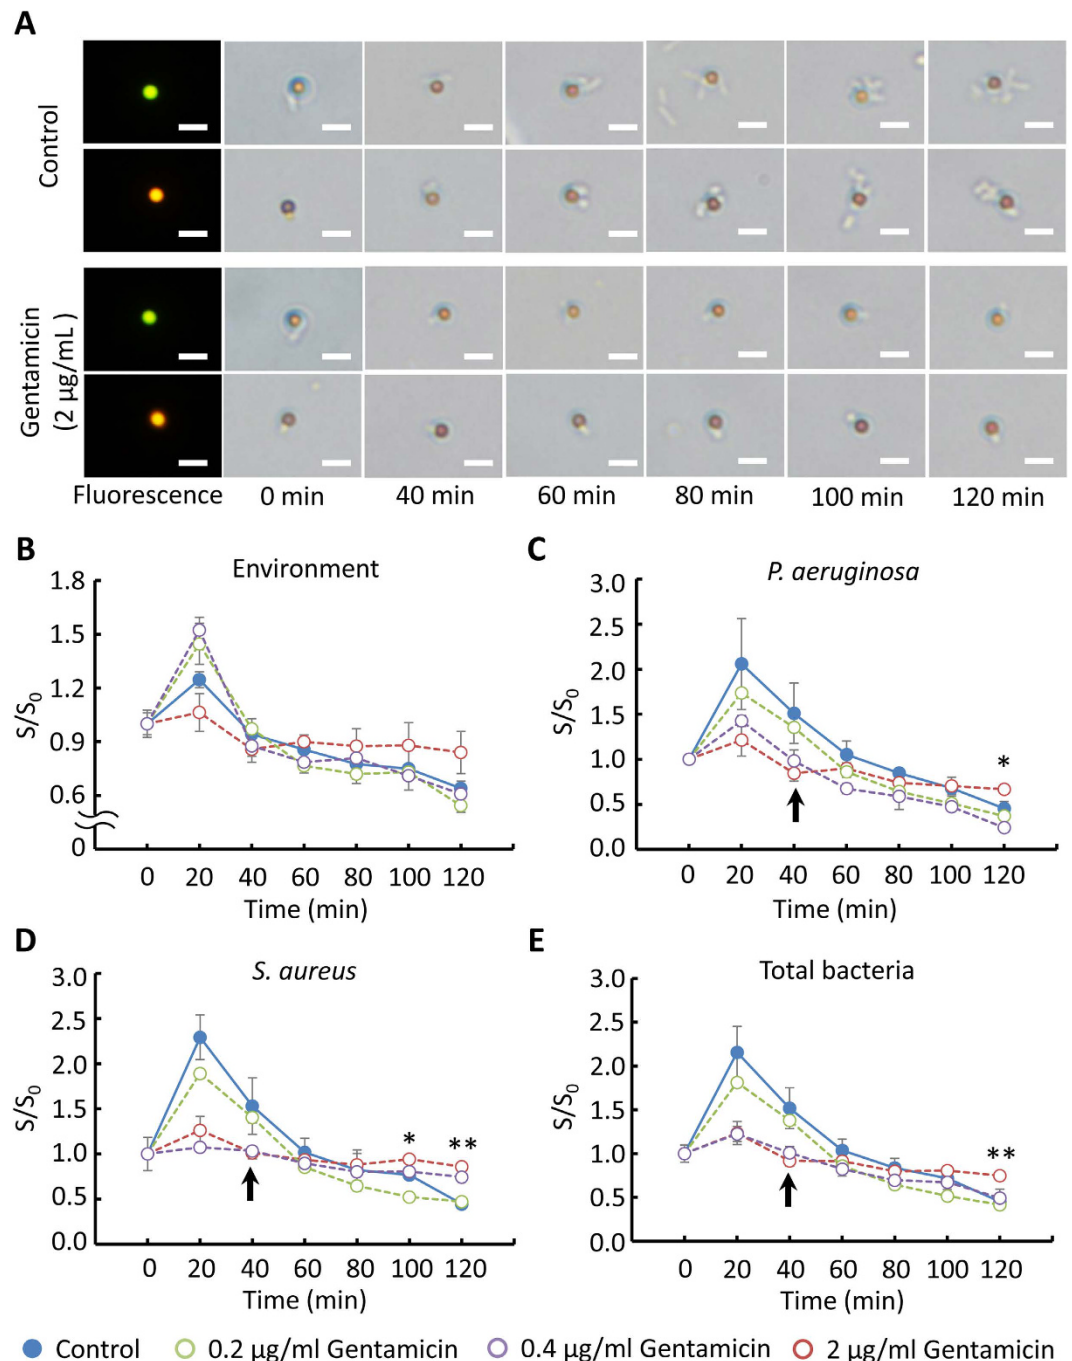 A
Control
Gentamicin
(2 µg/mL)
Fluorescence 0 min 40 min 60 min 80 min 100 min 120 min
B
Environment
S/S0
1.8
1.5
1.2
0.9
0.6
0
0 20 40 60 80 100 120
Time (min)
C
P. aeruginosa
S/S0
3.0
2.5
2.0
1.5
1.0
0.5
0.0
*
0 20 40 60 80 100 120
Time (min)
D
S. aureus
S/S0
3.0
2.5
2.0
1.5
1.0
0.5
0.0
* **
0 20 40 60 80 100 120
Time (min)
E
Total bacteria
S/S0
3.0
2.5
2.0
1.5
1.0
0.5
0.0
**
0 20 40 60 80 100 120
Time (min)
Control 0.2 µg/ml Gentamicin 0.4 µg/ml Gentamicin 2 µg/ml Gentamicin